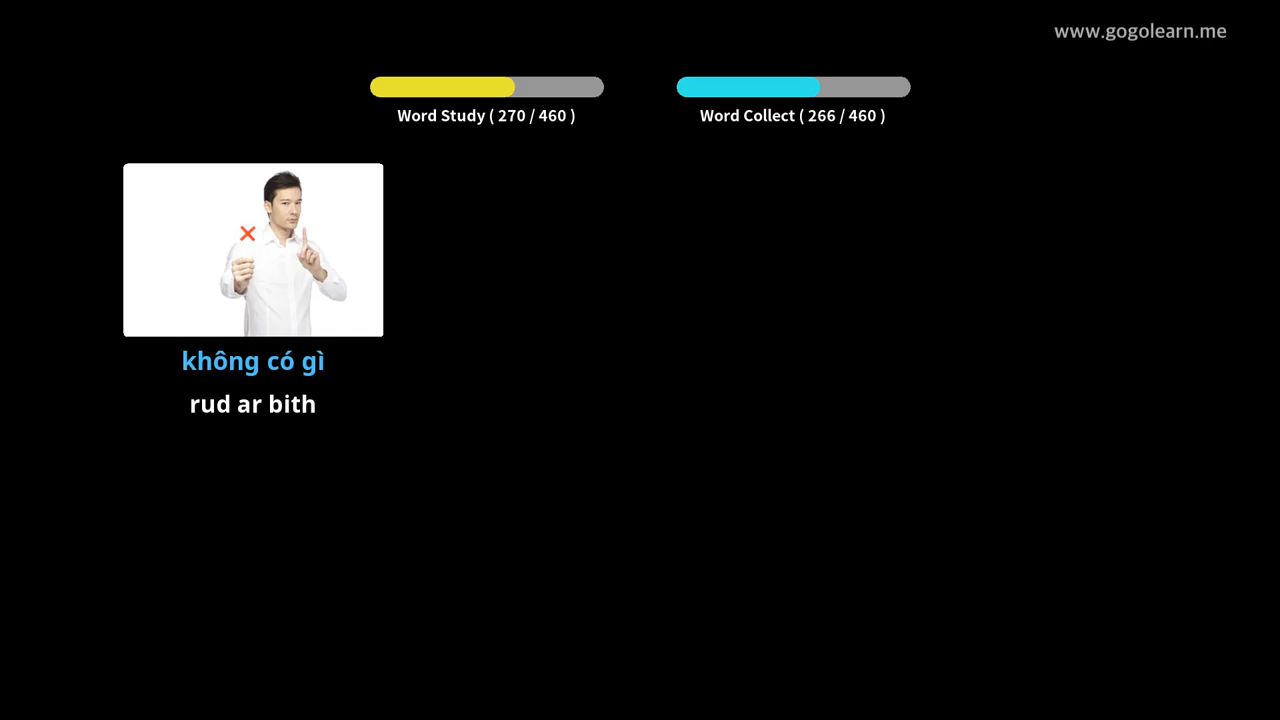 www.gogolearn.me
Word Study ( 270 / 460 )
Word Collect ( 266 / 460 )
không có gì
rud ar bith